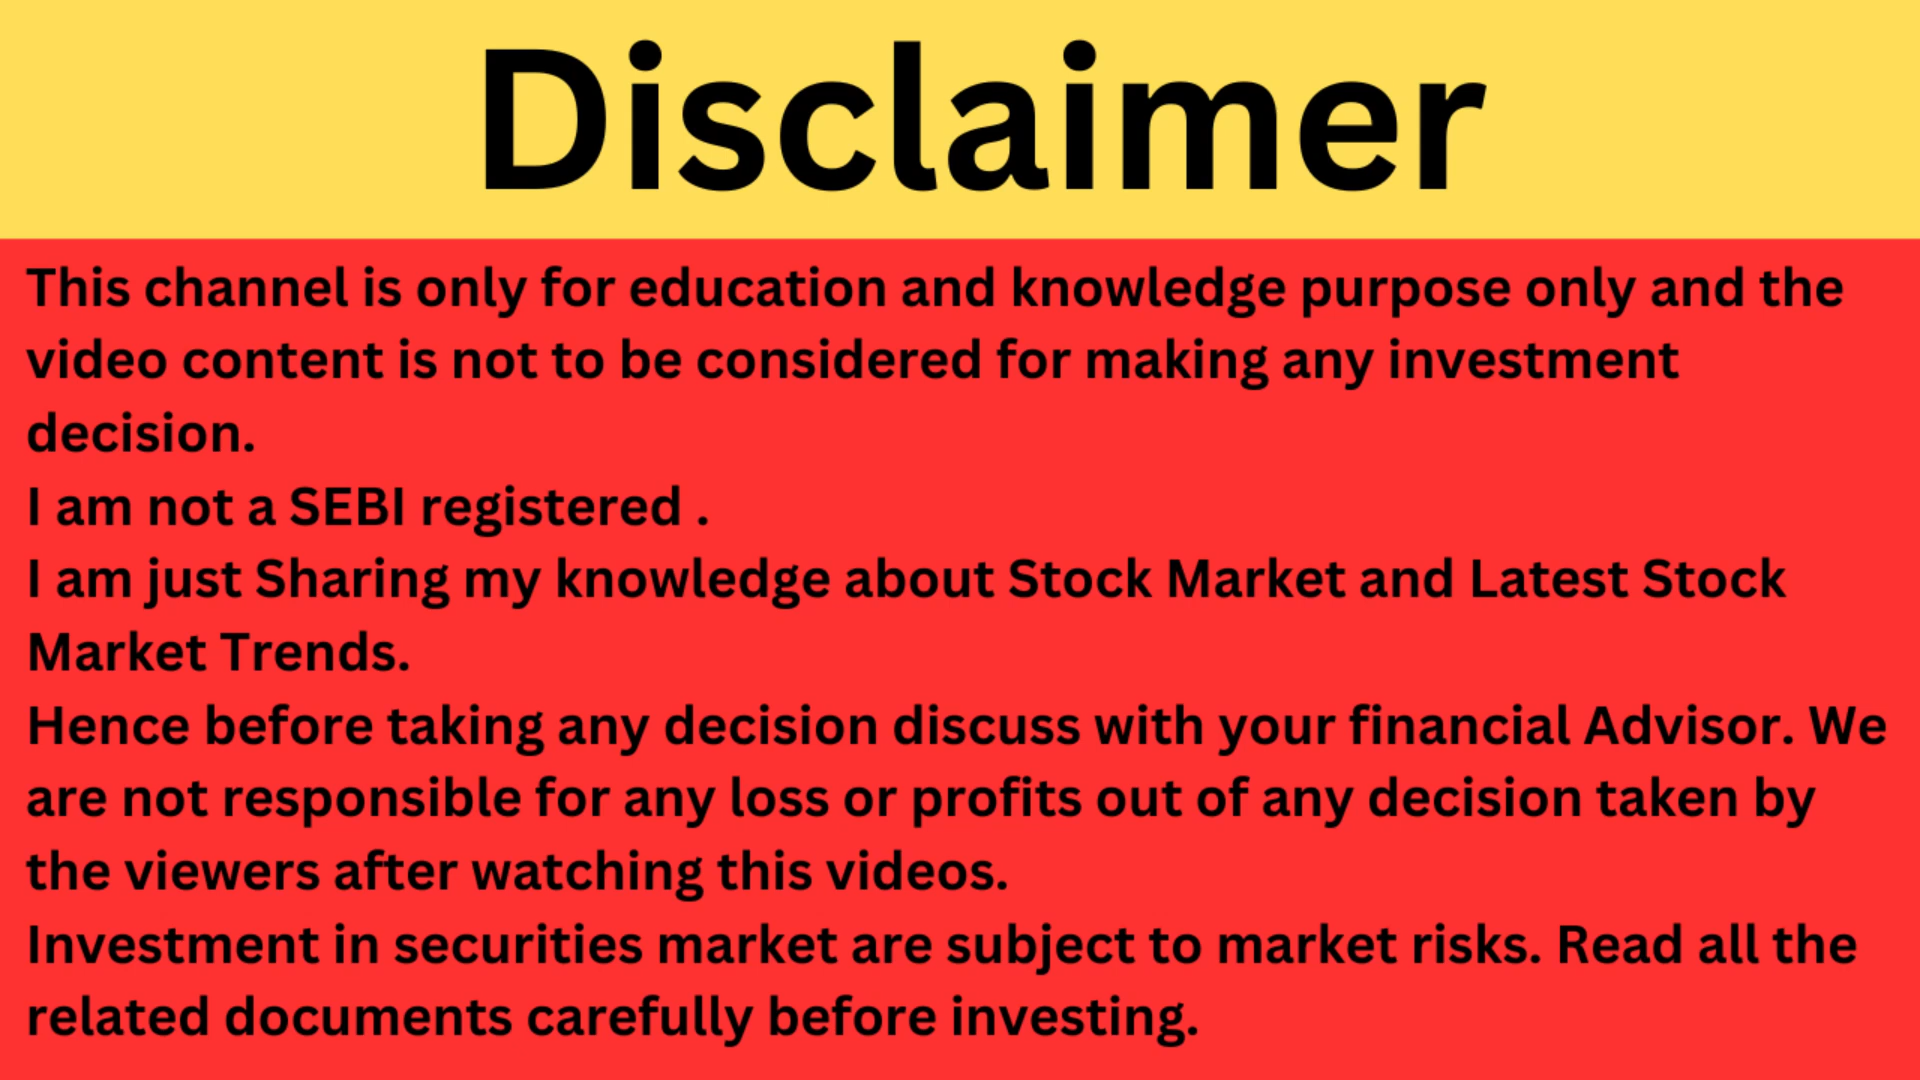 Disclaimer
This channel is only for education and knowledge purpose only and the
video content is not to be considered for making any investment
decision.
I am not a SEBI registered .
I am just Sharing my knowledge about Stock Market and Latest Stock
Market Trends.
Hence before taking any decision discuss with your financial Advisor. We
are not responsible for any loss or profits out of any decision taken by
the viewers after watching this videos.
Investment in securities market are subject to market risks. Read all the
related documents carefully before investing.